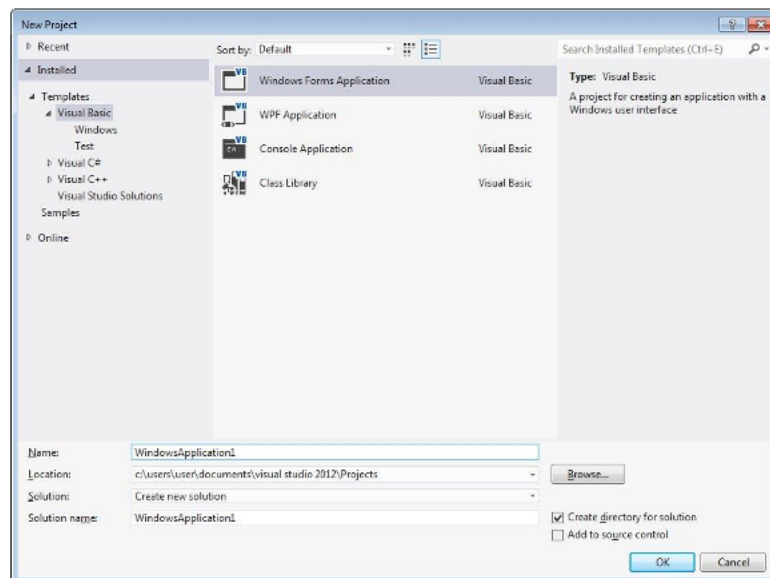 New Project
Recent
Installed
Templates
Visual Basic
Windows
Test
Visual C#
Visual C++
Visual Studio Solutions
Samples
Online
Sort by: Default
Search Installed Templates (Ctrl+E)
VB Windows Forms Application Visual Basic
VB WPF Application Visual Basic
VB Console Application Visual Basic
VB Class Library Visual Basic
Type: Visual Basic
A project for creating an application with a
Windows user interface
Name: WindowsApplication1
Location: c:\users\user\documents\visual studio 2012\Projects
Browse...
Solution: Create new solution
Solution name: WindowsApplication1
Create directory for solution
Add to source control
OK Cancel